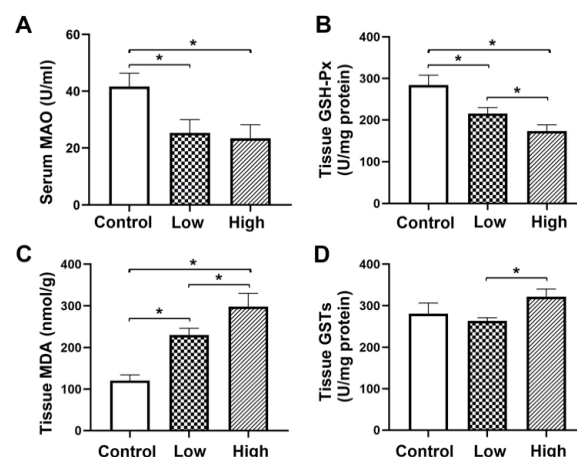 A
Serum MAO (U/ml)
60
40
20
0
*
*
Control Low High
B
Tissue GSH-Px
(U/mg protein)
400
300
200
100
0
*
*
*
Control Low High
C
Tissue MDA (nmol/g)
400
300
200
100
0
*
*
*
Control Low High
D
Tissue GSTs
(U/mg protein)
400
300
200
100
0
*
Control Low High